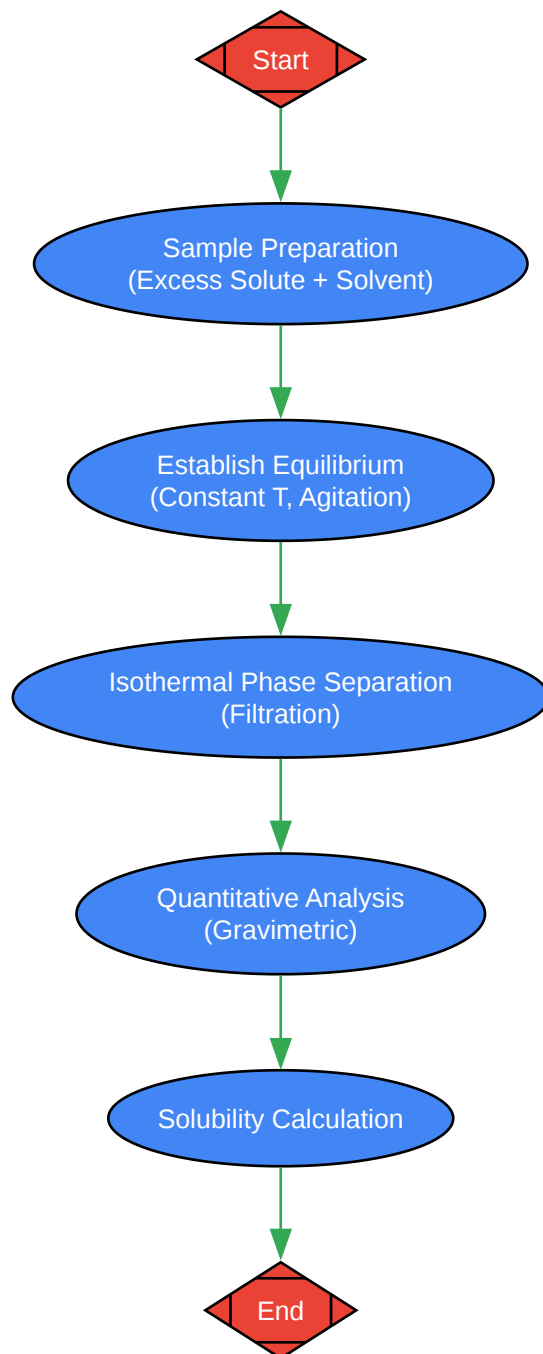 Start
Sample Preparation
(Excess Solute + Solvent)
Establish Equilibrium
(Constant T, Agitation)
Isothermal Phase Separation
(Filtration)
Quantitative Analysis
(Gravimetric)
Solubility Calculation
End